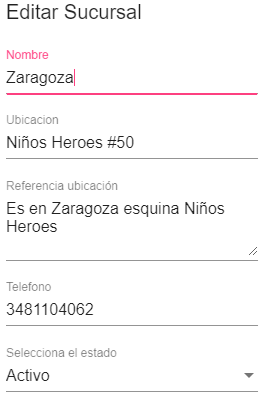 Editar Sucursal
Nombre
Zaragoza
Ubicacion
Niños Heroes #50
Referencia ubicación
Es en Zaragoza esquina Niños
Heroes
Telefono
3481104062
Selecciona el estado
Activo